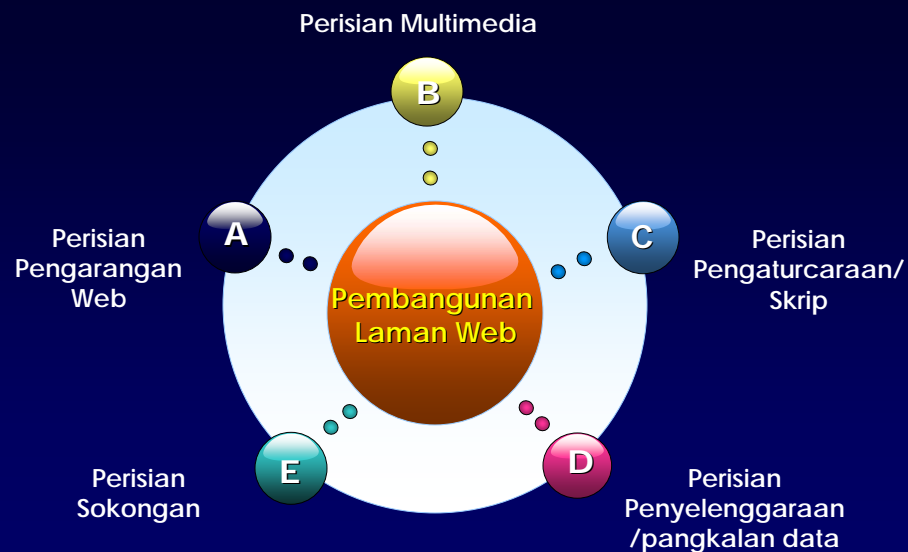 Perisian Multimedia
B
A
Perisian
Pengarangan
Web
C
Perisian
Pengaturcaraan/
Skrip
Pembangunan
Laman Web
E
Perisian
Sokongan
D
Perisian
Penyelenggaraan
/pangkalan data